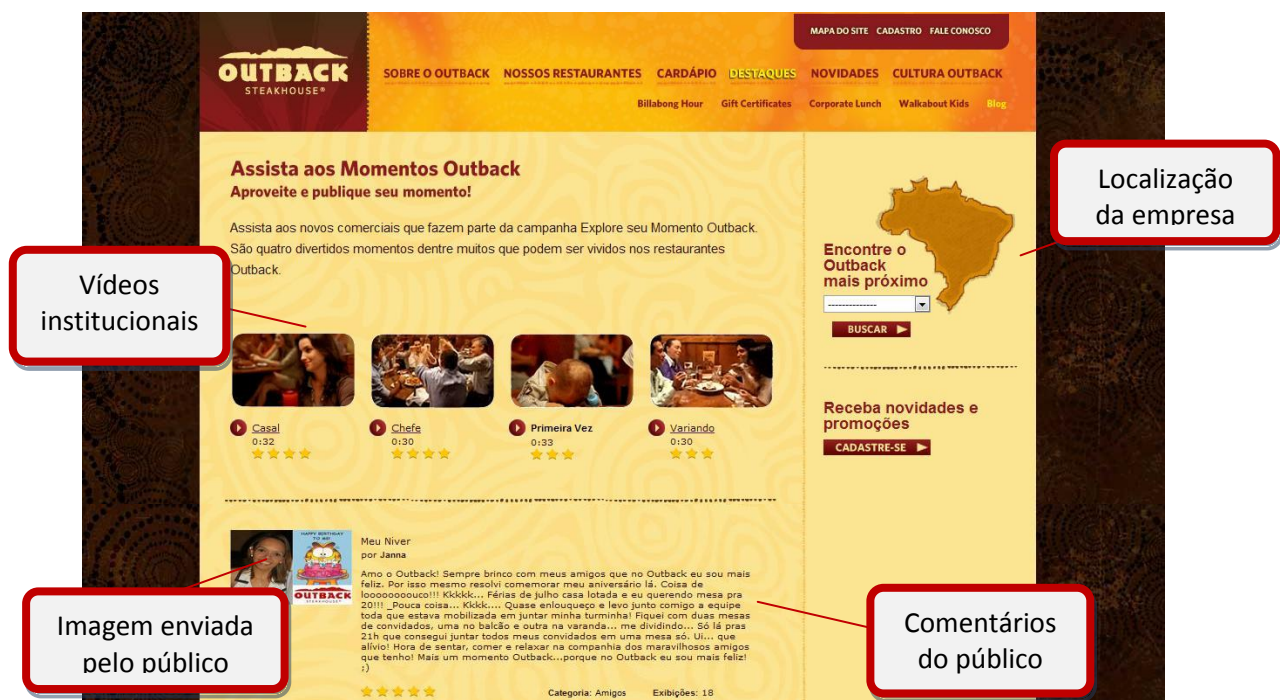 MAPA DO SITE CADASTRO FALE CONOSCO
OUTBACK
STEAKHOUSE®
SOBRE O OUTBACK NOSSOS RESTAURANTES CARDÁPIO DESTAQUES NOVIDADES CULTURA OUTBACK
Billabong Hour Gift Certificates Corporate Lunch Walkabout Kids Blog
Assista aos Momentos Outback
Aproveite e publique seu momento!
Assista aos novos comerciais que fazem parte da campanha Explore seu Momento Outback.
São quatro divertidos momentos dentre muitos que podem ser vividos nos restaurantes
Outback.
Localização
da empresa
Encontre o
Outback
mais próximo
--------------
BUSCAR
Vídeos
institucionais
Casal
0:32
Chefe
0:30
Primeira Vez
0:33
Variando
0:30
Receba novidades e
promoções
CADASTRE-SE
HAPPY BIRTHDAY
TO ME!
OUTBACK
STEAKHOUSE
Meu Niver
por Janna
Amo o Outback! Sempre brinco com meus amigos que no Outback eu sou mais
feliz. Por isso mesmo resolvi comemorar meu aniversário lá. Coisa de
looooooooouco!!! Kkkkk... Férias de julho casa lotada e eu querendo mesa pra
20!!! _Pouca coisa... Kkkk.... Quase enlouqueço e levo junto comigo a equipe
toda que estava mobilizada em juntar minha turminha! Fiquei com duas mesas
de convidados, uma no balcão e outra na varanda... me dividindo... Só lá pras
21h que consegui juntar todos meus convidados em uma mesa só. Ui... que
alívio! Hora de sentar, comer e relaxar na companhia dos maravilhosos amigos
que tenho! Mais um momento Outback...porque no Outback eu sou mais feliz!
;)
Categoria: Amigos Exibições: 18
Imagem enviada
pelo público
Comentários
do público